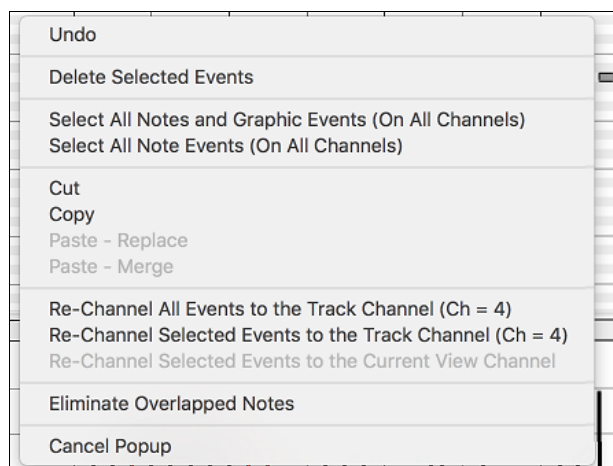 Undo
Delete Selected Events
Select All Notes and Graphic Events (On All Channels)
Select All Note Events (On All Channels)
Cut
Copy
Paste - Replace
Paste - Merge
Re-Channel All Events to the Track Channel (Ch = 4)
Re-Channel Selected Events to the Track Channel (Ch = 4)
Re-Channel Selected Events to the Current View Channel
Eliminate Overlapped Notes
Cancel Popup